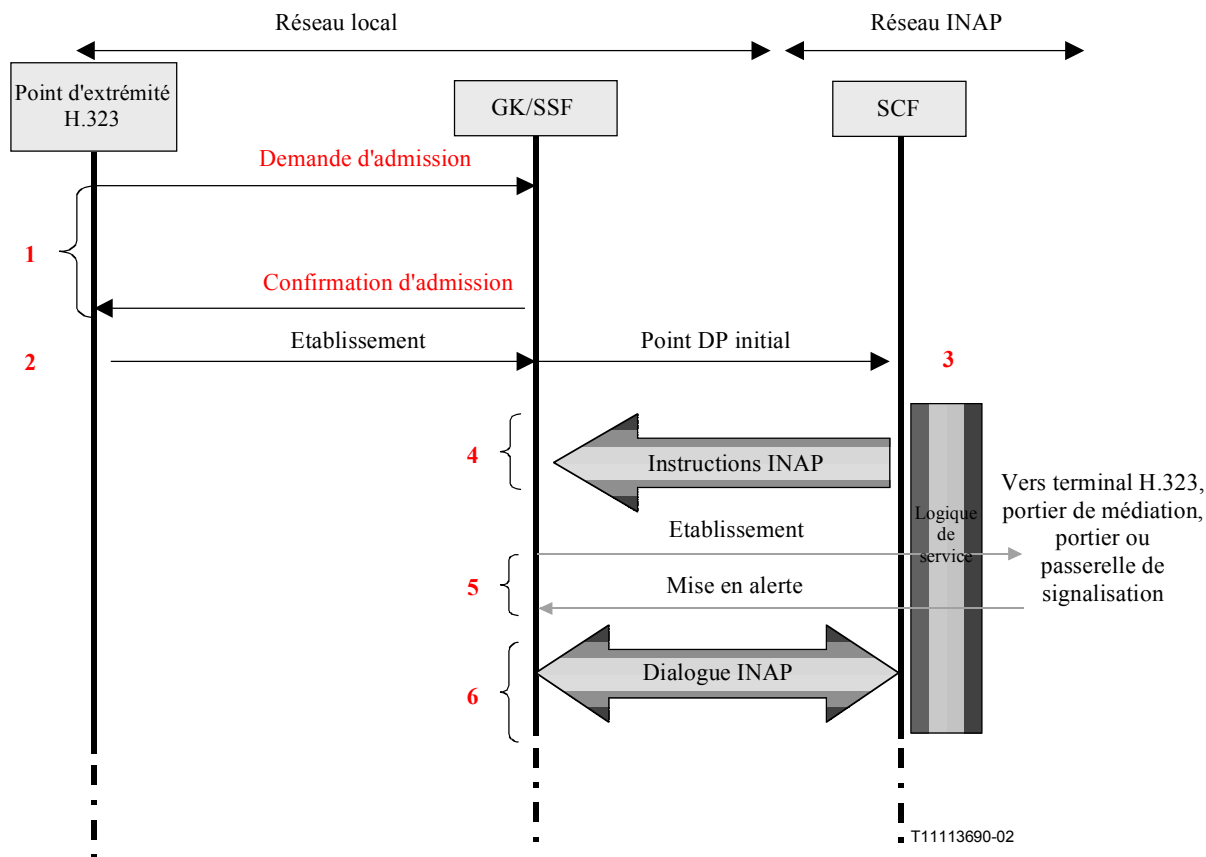 Réseau local
Réseau INAP
Point d'extrémité
H.323
GK/SSF
SCF
Demande d'admission
1
Confirmation d'admission
2
Etablissement
Point DP initial
3
4
Instructions INAP
Vers terminal H.323,
portier de médiation,
portier ou
passerelle de
signalisation
Logique
de
service
Etablissement
5
Mise en alerte
6
Dialogue INAP
T11113690-02